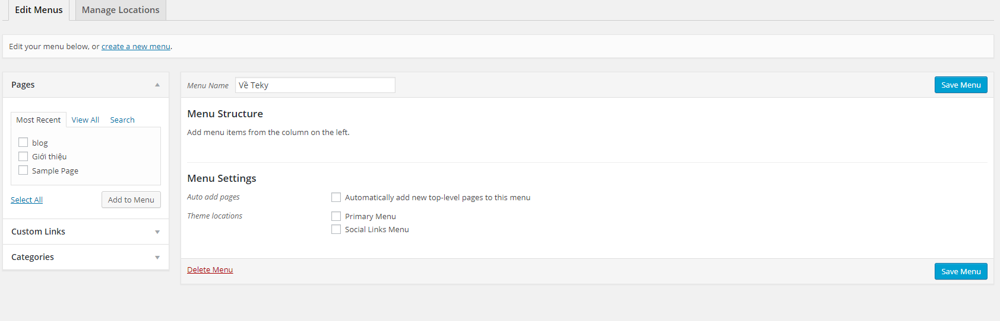 Edit Menus
Manage Locations
Edit your menu below, or create a new menu.
Pages
Most Recent
View All
Search
blog
Giới thiệu
Sample Page
Select All
Add to Menu
Custom Links
Categories
Menu Name
Về Teky
Save Menu
Menu Structure
Add menu items from the column on the left.
Menu Settings
Auto add pages
Automatically add new top-level pages to this menu
Theme locations
Primary Menu
Social Links Menu
Delete Menu
Save Menu